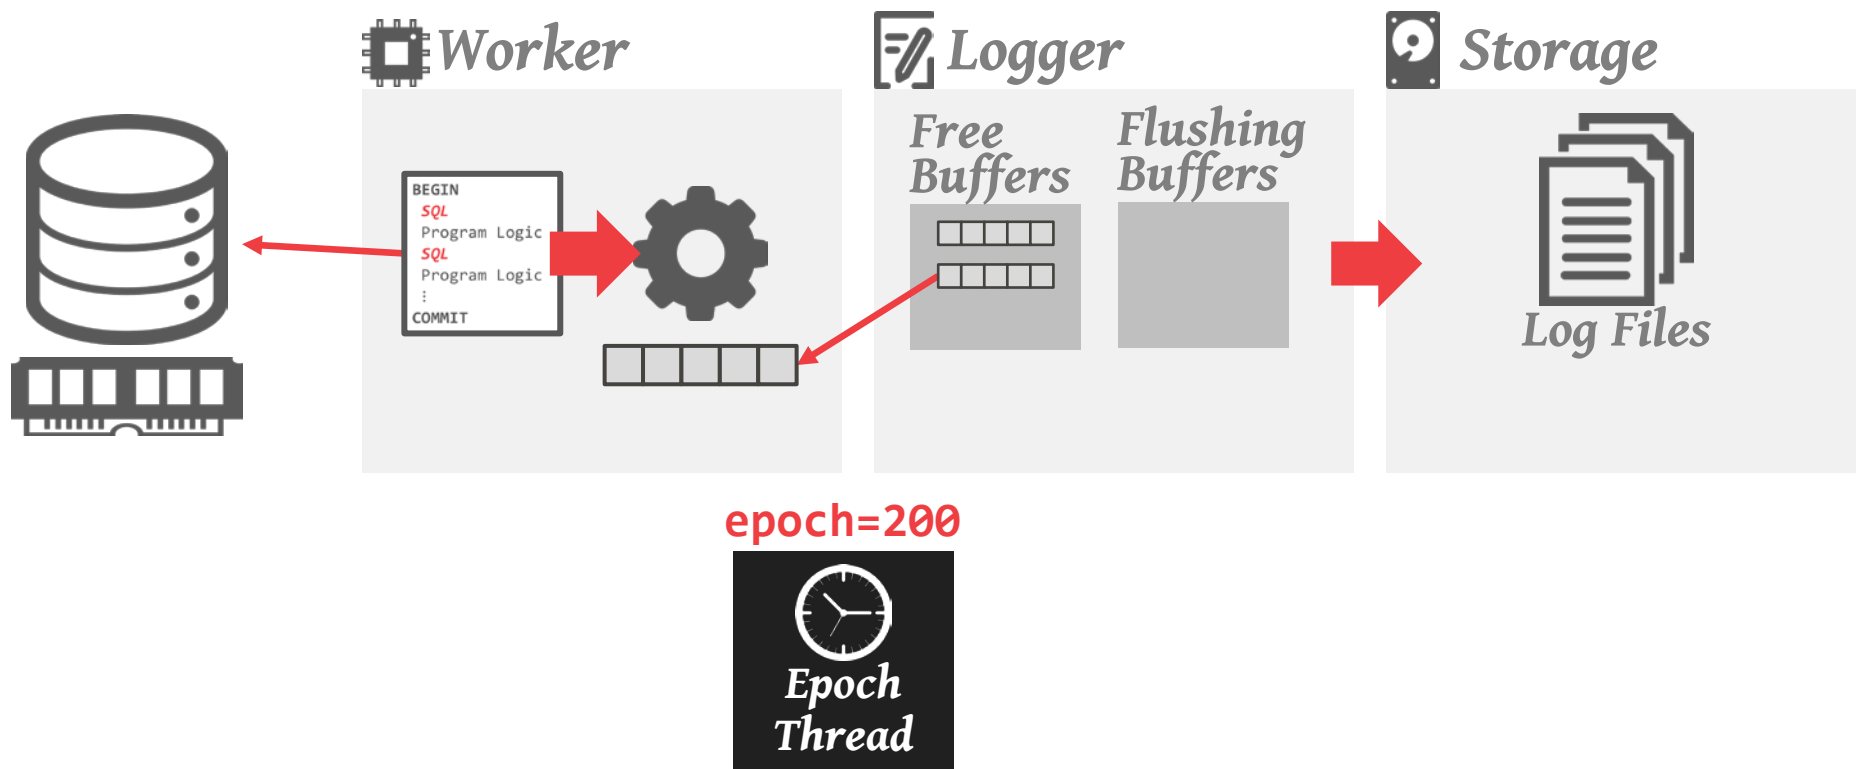 Worker
Logger
Storage
Free
Buffers
Flushing
Buffers
BEGIN
SQL
Program Logic
SQL
Program Logic
⋮
COMMIT
Log Files
epoch=200
Epoch
Thread